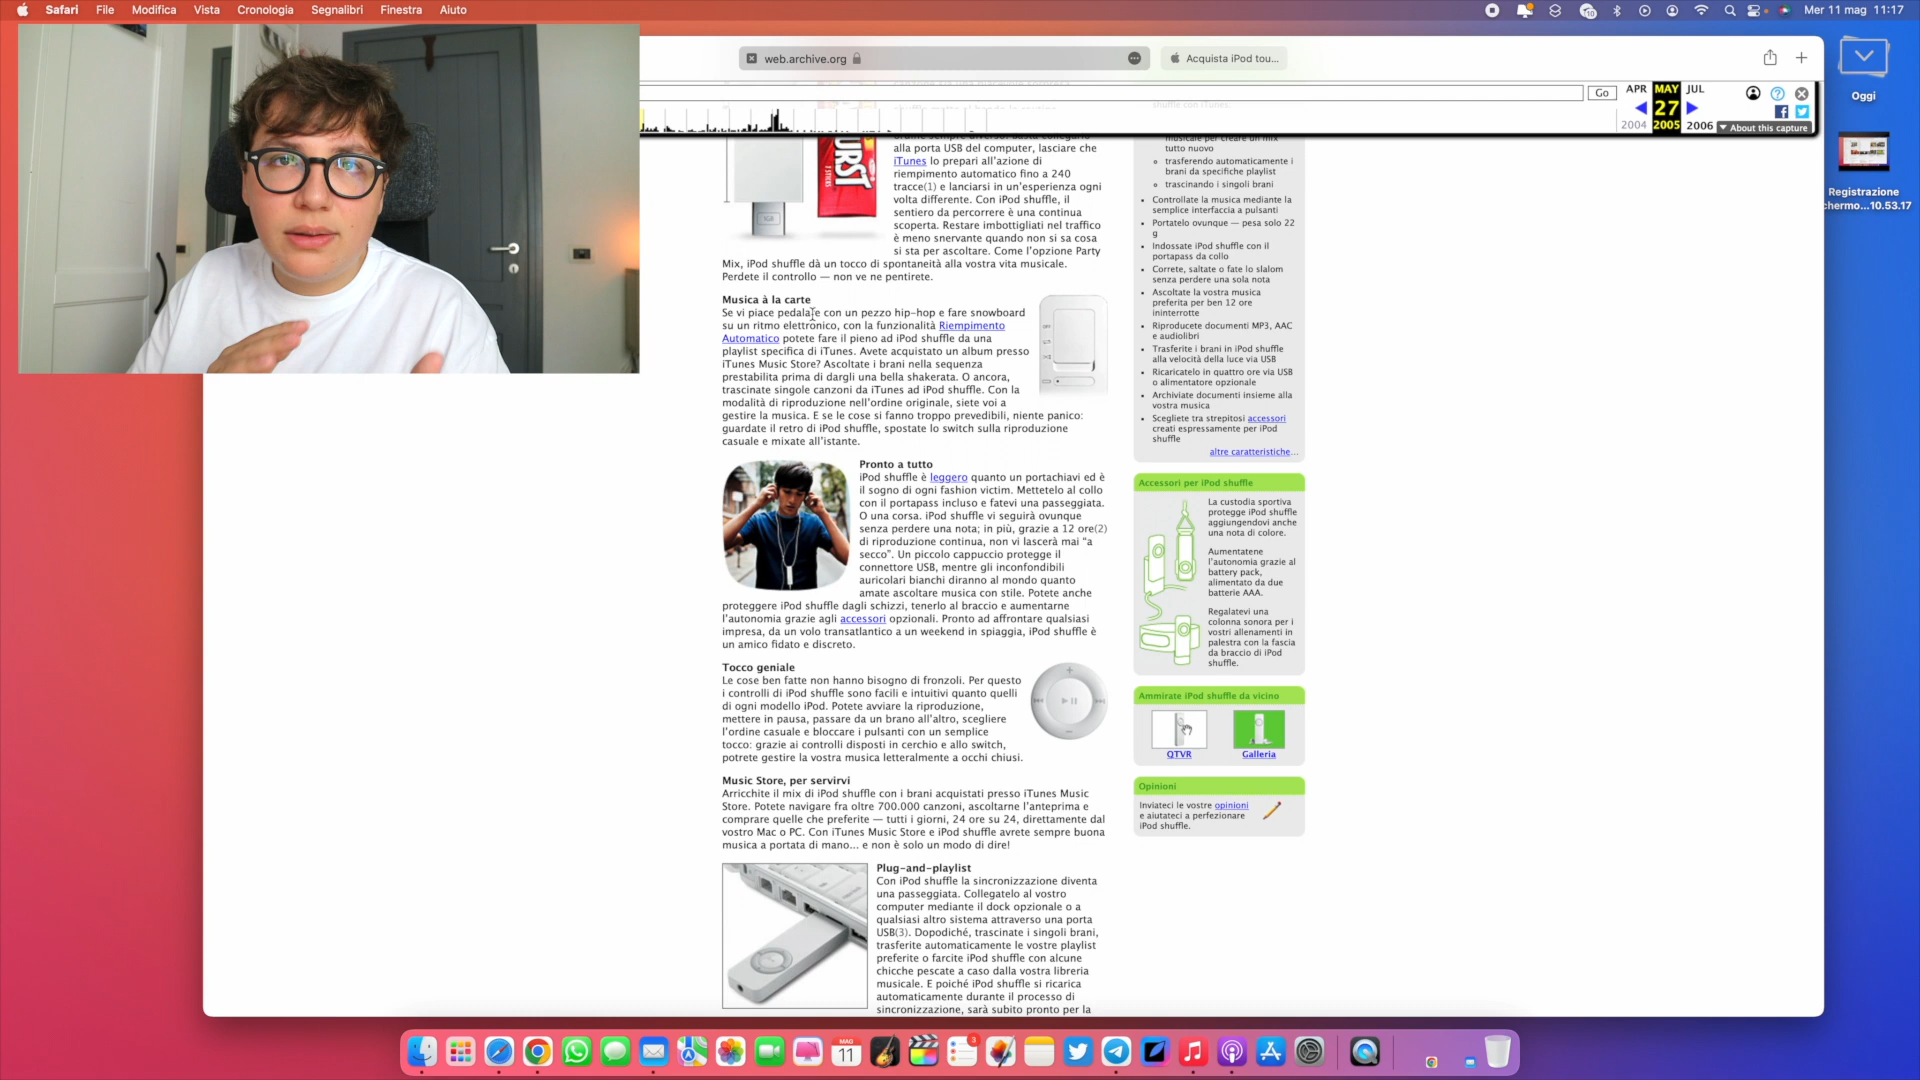 Safari File Modifica Vista Cronologia Segnalibri Finestra Aiuto
Mer 11 mag 11:17
web.archive.org
Acquista iPod tou...
Go
APR MAY JUL
27
2004 2005 2006
About this capture
Oggi
Registrazione
chermo...10.53.17
alla porta USB del computer, lasciare che
iTunes lo prepari all'azione di
riempimento automatico fino a 240
tracce(1) e lanciarsi in un'esperienza ogni
volta differente. Con iPod shuffle, il
sentiero da percorrere è una continua
scoperta. Restare imbottigliati nel traffico
è meno snervante quando non si sa cosa
si sta per ascoltare. Come l'opzione Party
Mix, iPod shuffle dà un tocco di spontaneità alla vostra vita musicale.
Perdete il controllo — non ve ne pentirete.
Musica à la carte
Se vi piace pedalare con un pezzo hip-hop e fare snowboard
su un ritmo elettronico, con la funzionalità Riempimento
Automatico potete fare il pieno ad iPod shuffle da una
playlist specifica di iTunes. Avete acquistato un album presso
iTunes Music Store? Ascoltate i brani nella sequenza
prestabilita prima di dargli una bella shakerata. O ancora,
trascinate singole canzoni da iTunes ad iPod shuffle. Con la
modalità di riproduzione nell'ordine originale, siete voi a
gestire la musica. E se le cose si fanno troppo prevedibili, niente panico:
guardate il retro di iPod shuffle, spostate lo switch sulla riproduzione
casuale e mixate all'istante.
Pronto a tutto
iPod shuffle è leggero quanto un portachiavi ed è
il sogno di ogni fashion victim. Mettetelo al collo
con il portapass incluso e fatevi una passeggiata.
O una corsa. iPod shuffle vi seguirà ovunque
senza perdere una nota; in più, grazie a 12 ore(2)
di riproduzione continua, non vi lascerà mai "a
secco". Un piccolo cappuccio protegge il
connettore USB, mentre gli inconfondibili
auricolari bianchi diranno al mondo quanto
amate ascoltare musica con stile. Potete anche
proteggere iPod shuffle dagli schizzi, tenerlo al braccio e aumentarne
l'autonomia grazie agli accessori opzionali. Pronto ad affrontare qualsiasi
impresa, da un volo transatlantico a un weekend in spiaggia, iPod shuffle è
un amico fidato e discreto.
Tocco geniale
Le cose ben fatte non hanno bisogno di fronzoli. Per questo
i controlli di iPod shuffle sono facili e intuitivi quanto quelli
di ogni modello iPod. Potete avviare la riproduzione,
mettere in pausa, passare da un brano all'altro, scegliere
l'ordine casuale e bloccare i pulsanti con un semplice
tocco: grazie ai controlli disposti in cerchio e allo switch,
potrete gestire la vostra musica letteralmente a occhi chiusi.
Music Store, per servirvi
Arricchite il mix di iPod shuffle con i brani acquistati presso iTunes Music
Store. Potete navigare fra oltre 700.000 canzoni, ascoltarne l'anteprima e
comprare quelle che preferite — tutti i giorni, 24 ore su 24, direttamente dal
vostro Mac o PC. Con iTunes Music Store e iPod shuffle avrete sempre buona
musica a portata di mano... e non è solo un modo di dire!
Plug-and-playlist
Con iPod shuffle la sincronizzazione diventa
una passeggiata. Collegatelo al vostro
computer mediante il dock opzionale o a
qualsiasi altro sistema attraverso una porta
USB(3). Dopodiché, trascinate i singoli brani,
trasferite automaticamente le vostre playlist
preferite o farcite iPod shuffle con alcune
chicche pescate a caso dalla vostra libreria
musicale. E poiché iPod shuffle si ricarica
automaticamente durante il processo di
sincronizzazione, sarà subito pronto per la
musicale per creare un mix
tutto nuovo
trasferendo automaticamente i
brani da specifiche playlist
trascinando i singoli brani
Controllate la musica mediante la
semplice interfaccia a pulsanti
Portatelo ovunque — pesa solo 22
g
Indossate iPod shuffle con il
portapass da collo
Correte, saltate o fate lo slalom
senza perdere una sola nota
Ascoltate la vostra musica
preferita per ben 12 ore
ininterrotte
Riproducete documenti MP3, AAC
e audiolibri
Trasferite i brani in iPod shuffle
alla velocità della luce via USB
Ricaricatelo in quattro ore via USB
o alimentatore opzionale
Archiviate documenti insieme alla
vostra musica
Scegliete tra strepitosi accessori
creati espressamente per iPod
shuffle
altre caratteristiche...
Accessori per iPod shuffle
La custodia sportiva
protegge iPod shuffle
aggiungendovi anche
una nota di colore.
Aumentatene
l'autonomia grazie al
battery pack,
alimentato da due
batterie AAA.
Regalatevi una
colonna sonora per i
vostri allenamenti in
palestra con la fascia
da braccio di iPod
shuffle.
Ammirate iPod shuffle da vicino
QTVR Galleria
Opinioni
Inviateci le vostre opinioni
e aiutateci a perfezionare
iPod shuffle.
MAG
11
3